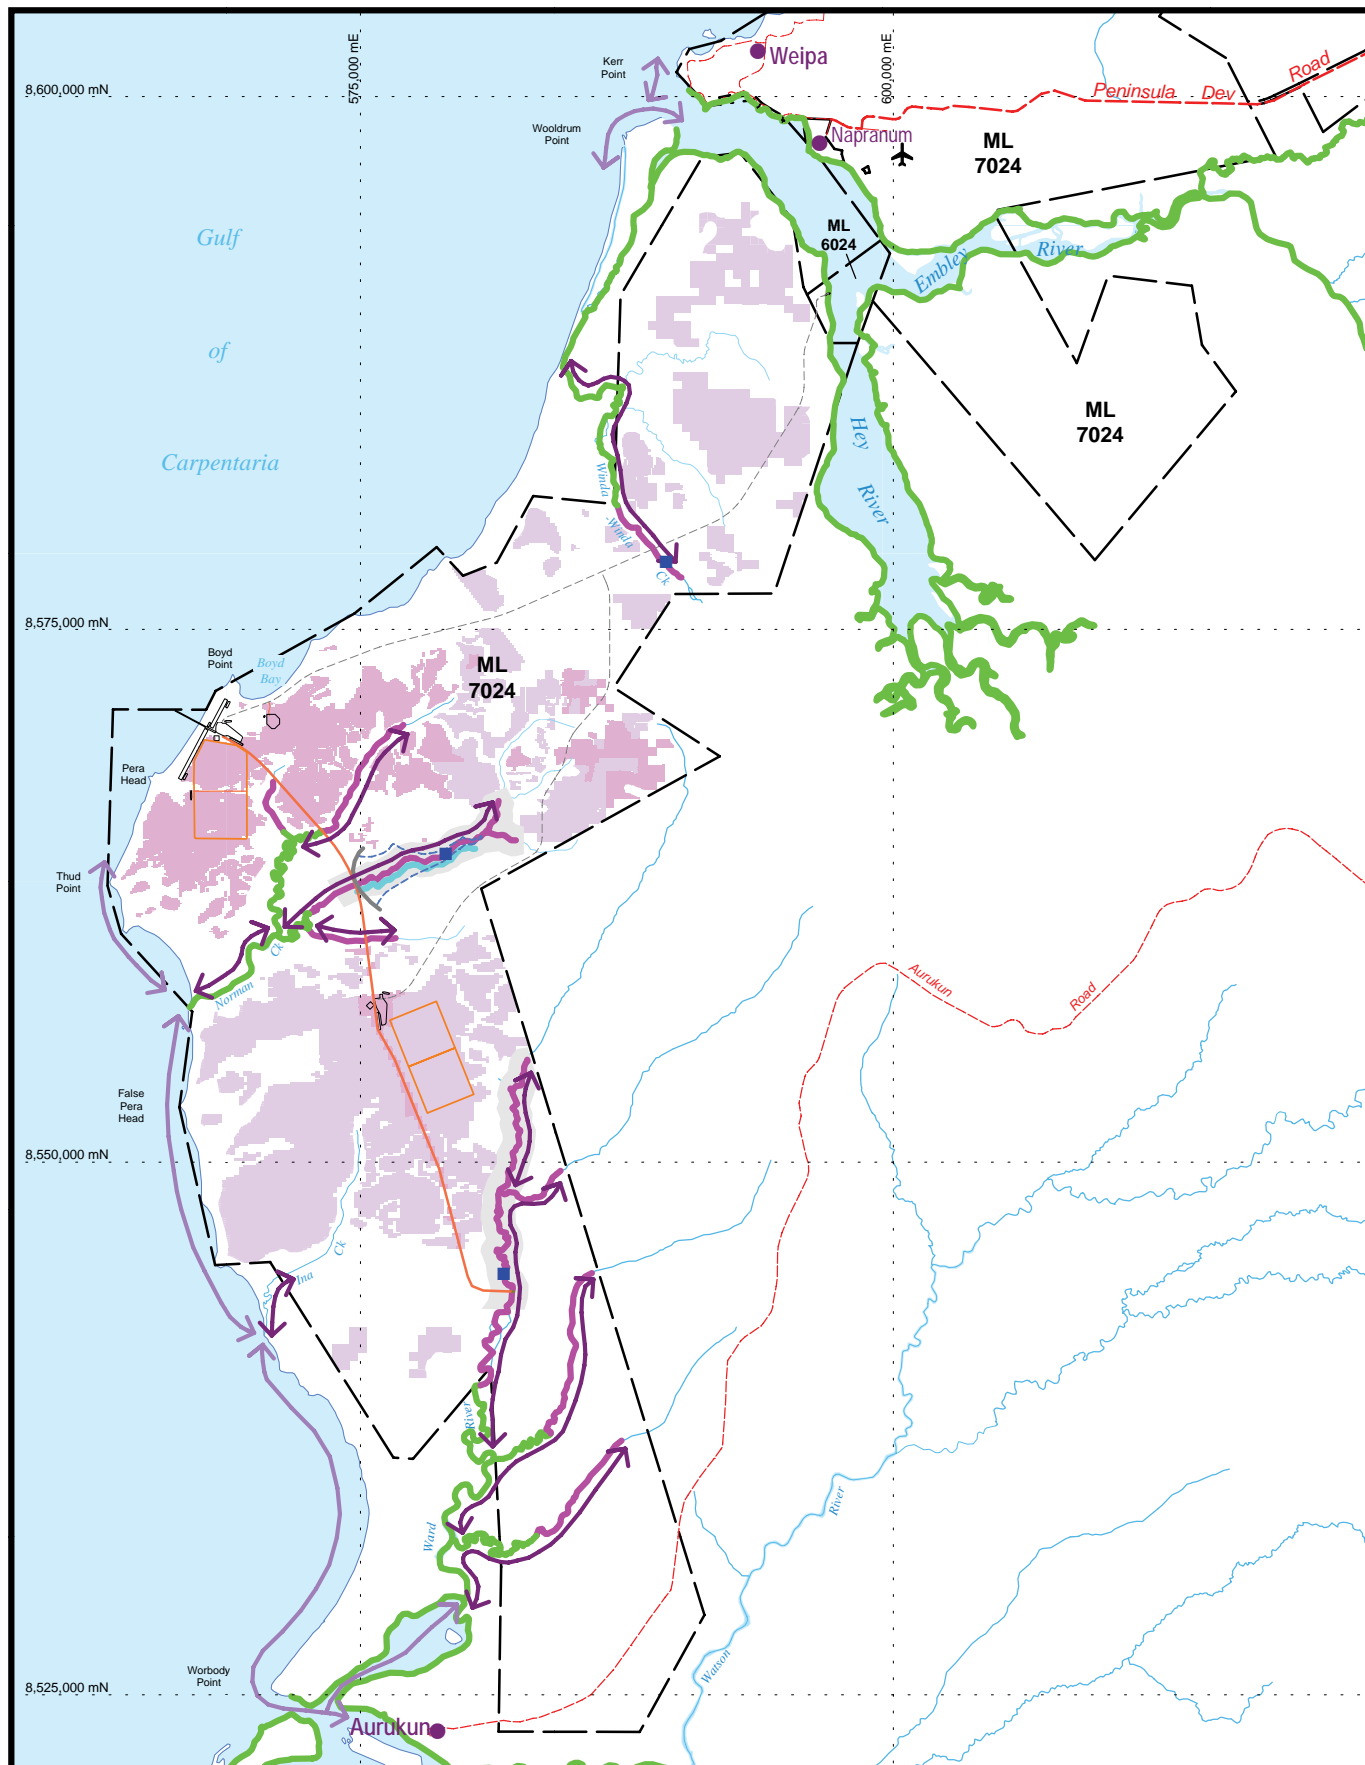 575,000 mE
600,000 mE
8,600,000 mN
Kerr
Point
Weipa
Peninsula Dev Road
Wooldrum
Point
Napranum
ML
7024
Gulf
of
Carpentaria
ML
6024
Embley
River
ML
7024
Hey
River
Winda
-Winda
Ck
8,575,000 mN
Boyd
Point
Boyd
Bay
ML
7024
Pera
Head
Thud
Point
Norman
Ck
Aurukun
Road
False
Pera
Head
8,550,000 mN
Ina
Ck
Ward
River
Watson
River
Worbody
Point
8,525,000 mN
Aurukun